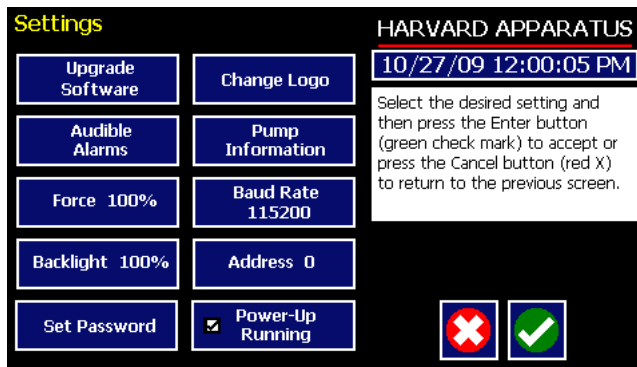 Settings
HARVARD APPARATUS
10/27/09 12:00:05 PM
Upgrade
Software
Change Logo
Audible
Alarms
Pump
Information
Force 100%
Baud Rate
115200
Backlight 100%
Address 0
Set Password
Power-Up
Running
Select the desired setting and
then press the Enter button
(green check mark) to accept or
press the Cancel button (red X)
to return to the previous screen.